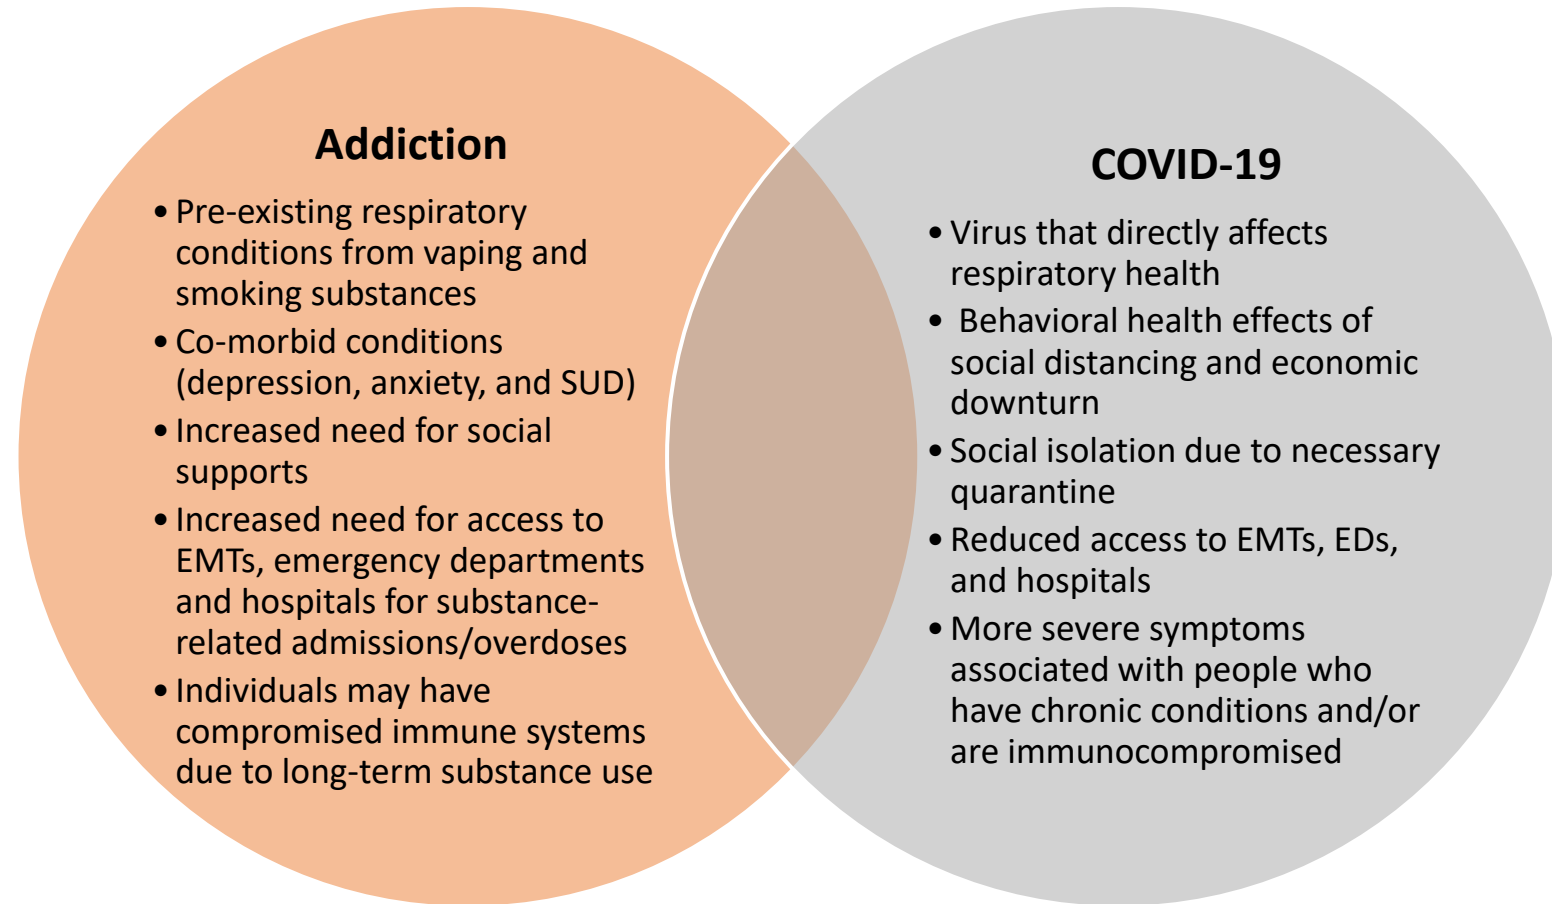 Addiction
• Pre-existing respiratory
conditions from vaping and
smoking substances
• Co-morbid conditions
(depression, anxiety, and SUD)
• Increased need for social
supports
• Increased need for access to
EMTs, emergency departments
and hospitals for substance-
related admissions/overdoses
• Individuals may have
compromised immune systems
due to long-term substance use
COVID-19
• Virus that directly affects
respiratory health
• Behavioral health effects of
social distancing and economic
downturn
• Social isolation due to necessary
quarantine
• Reduced access to EMTs, EDs,
and hospitals
• More severe symptoms
associated with people who
have chronic conditions and/or
are immunocompromised